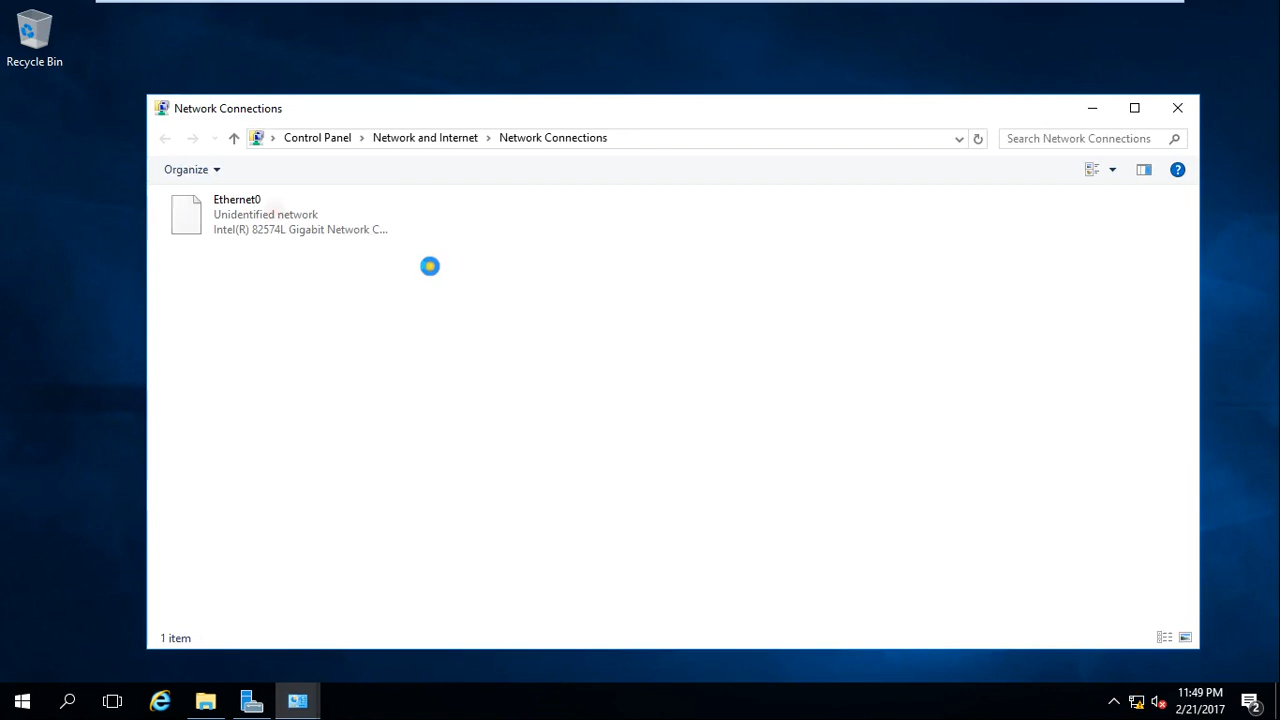 Recycle Bin
Network Connections
Control Panel Network and Internet Network Connections
Search Network Connections
Organize
Ethernet0
Unidentified network
Intel(R) 82574L Gigabit Network C...
1 item
11:49 PM
2/21/2017
2